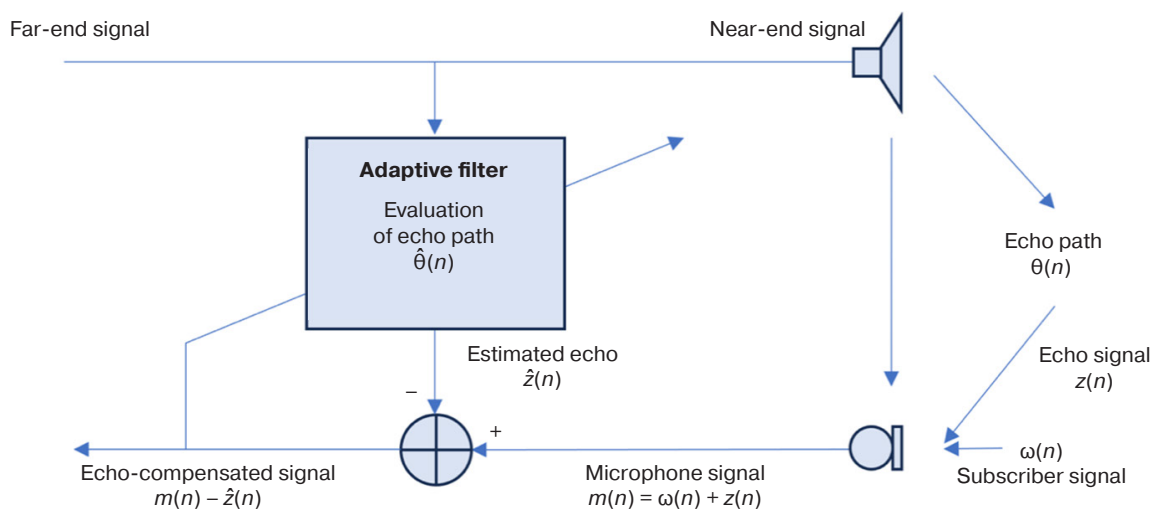 Far-end signal
Near-end signal
Adaptive filter
Evaluation
of echo path
θ̂(n)
Echo path
θ(n)
Estimated echo
ẑ(n)
Echo signal
z(n)
–
+
ω(n)
Subscriber signal
Echo-compensated signal
m(n) – ẑ(n)
Microphone signal
m(n) = ω(n) + z(n)